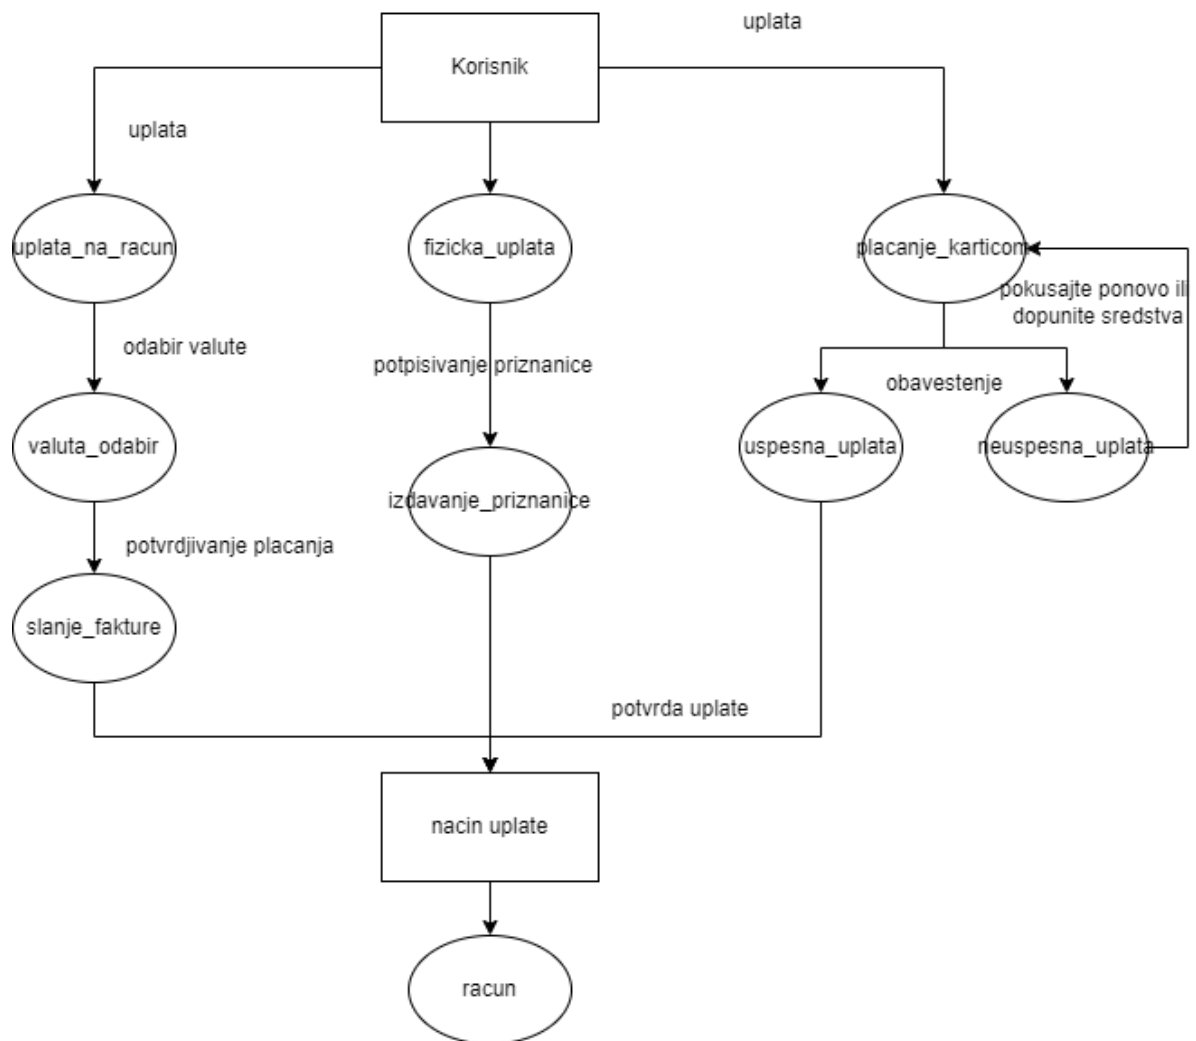 uplata
Korisnik
uplata
uplata_na_racun
fizicka_uplata
placanje_karticom
pokusajte ponovo ili
dopunite sredstva
odabir valute
potpisivanje priznanice
obavestenje
valuta_odabir
uspesna_uplata
neuspesna_uplata
izdavanje_priznanice
potvrdjivanje placanja
slanje_fakture
potvrda uplate
nacin uplate
racun